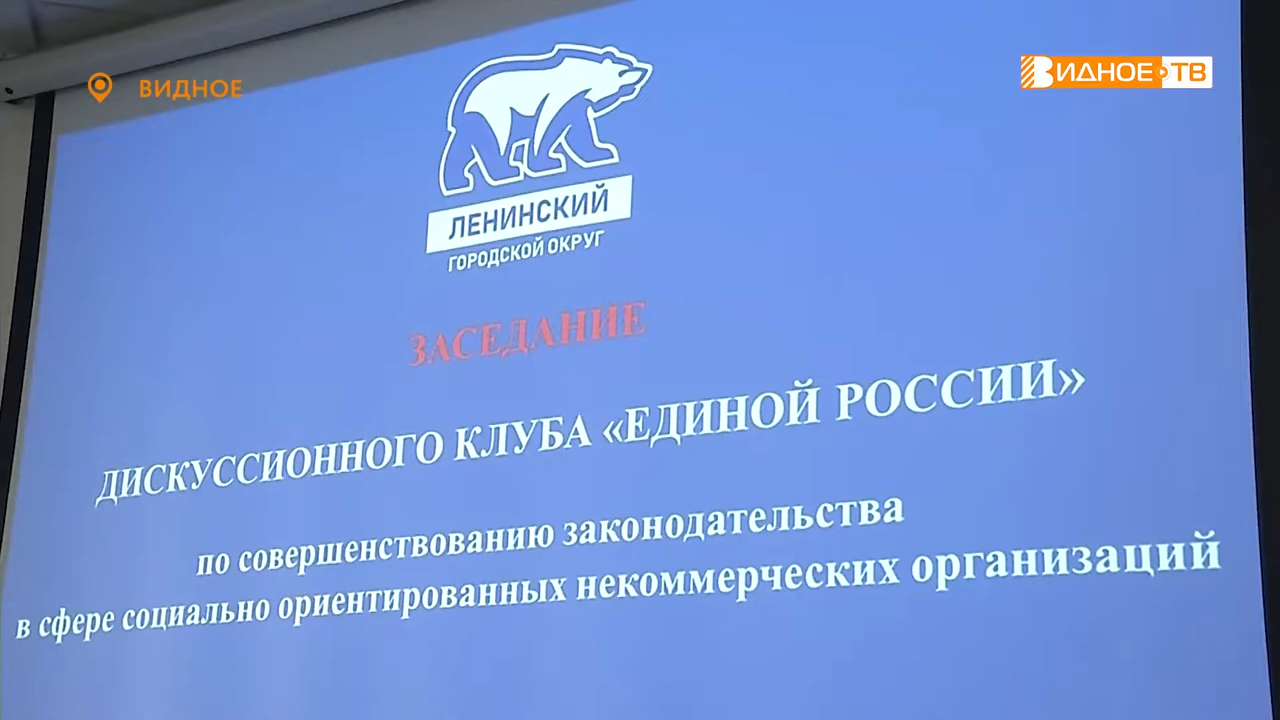 ВИДНОЕ
ВИДНОЕ ТВ
ЛЕНИНСКИЙ
ГОРОДСКОЙ ОКРУГ
ЗАСЕДАНИЕ
ДИСКУССИОННОГО КЛУБА «ЕДИНОЙ РОССИИ»
по совершенствованию законодательства
в сфере социально ориентированных некоммерческих организаций